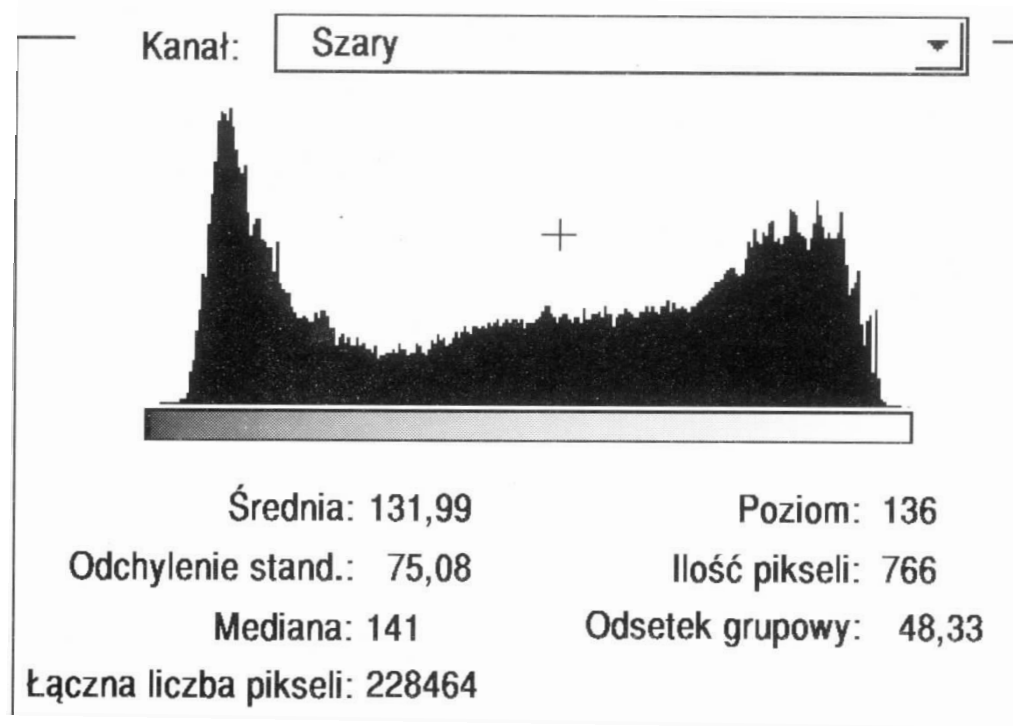 Kanał: Szary
Średnia: 131,99
Odchylenie stand.: 75,08
Mediana: 141
Łączna liczba pikseli: 228464
Poziom: 136
Ilość pikseli: 766
Odsetek grupowy: 48,33